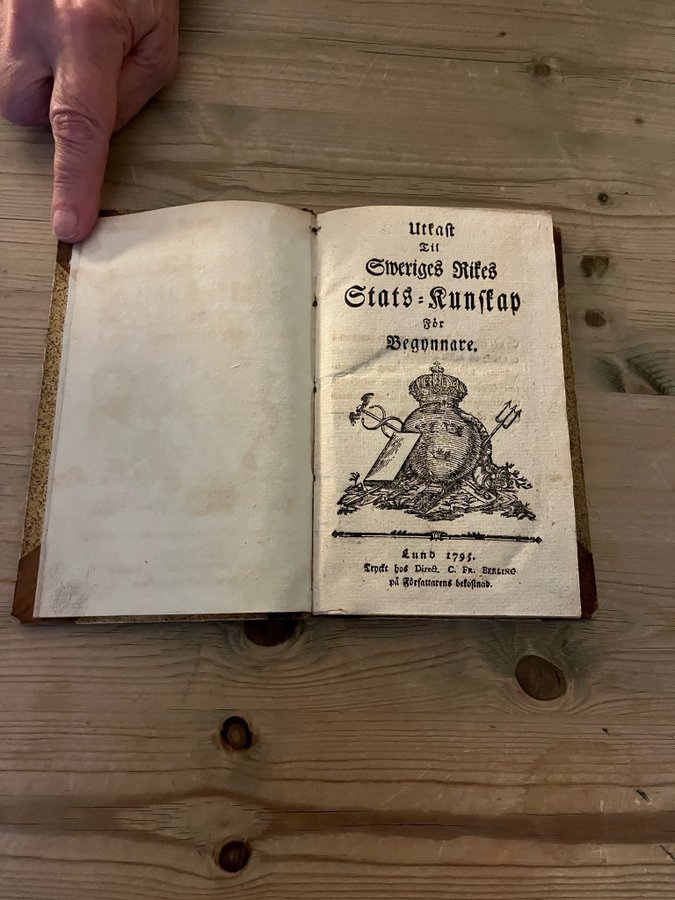 Utkast
Til
Sweriges Rikes
Stats-Kunskap
För
Begynnare.
Lund 1795.
Tryckt hos Direct. C. Fr. BERLING
på Författarens bekostnad.